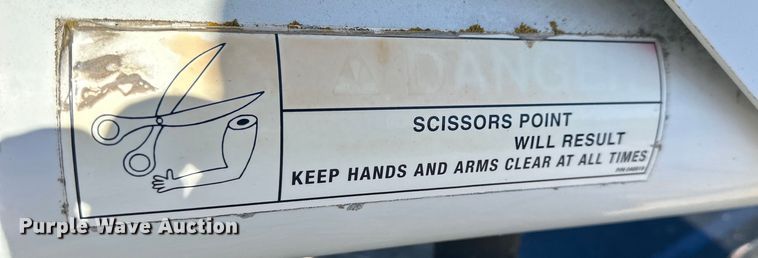 DANGER
SCISSORS POINT
WILL RESULT
KEEP HANDS AND ARMS CLEAR AT ALL TIMES
Purple Wave Auction